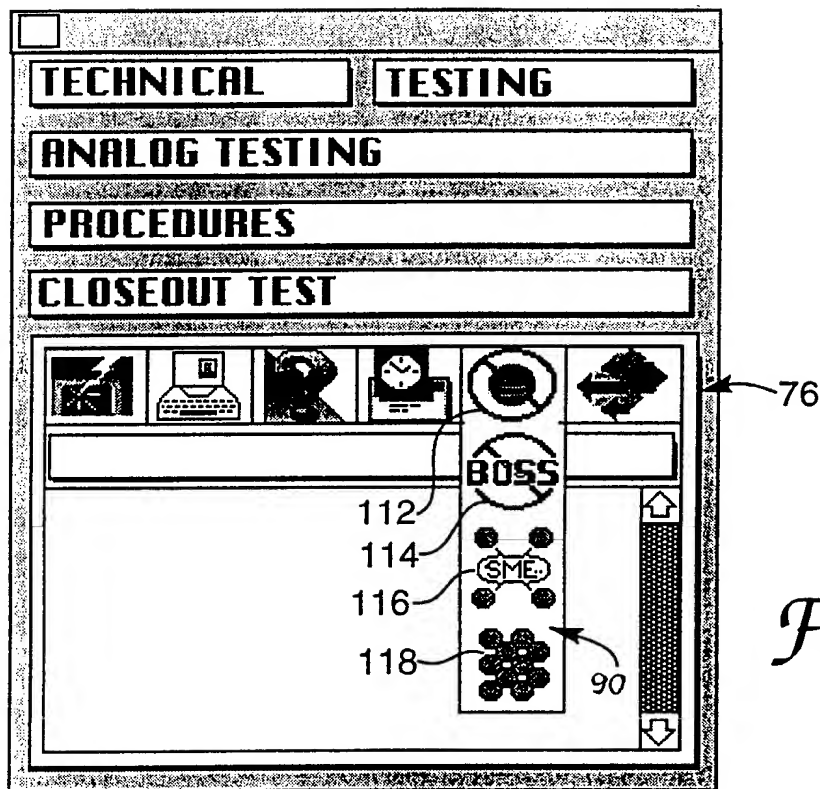 TECHNICAL TESTING
ANALOG TESTING
PROCEDURES
CLOSEOUT TEST
76
BOSS
112
114
SME..
116
118
90
F